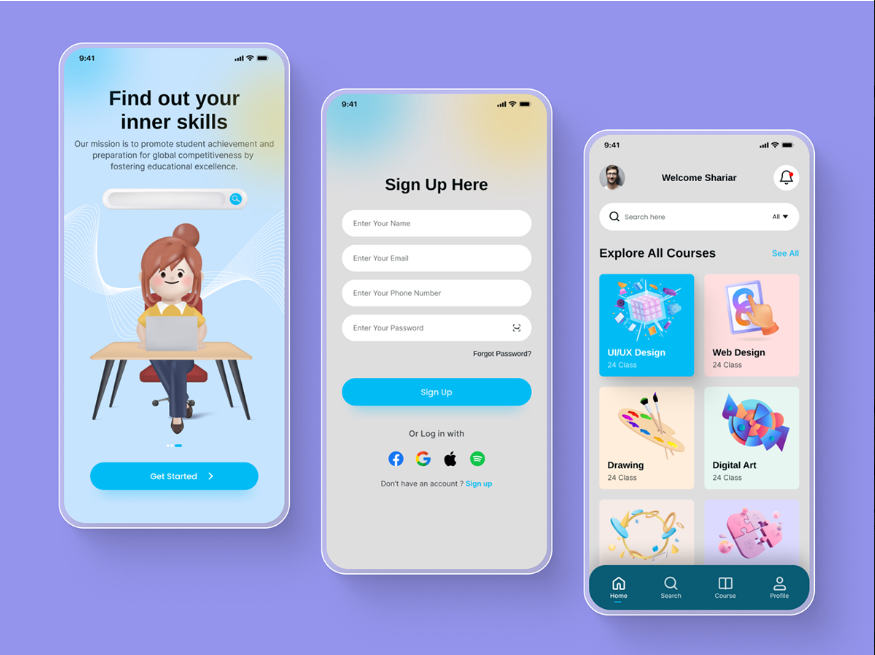 9:41
Find out your
inner skills
Our mission is to promote student achievement and
preparation for global competitiveness by
fostering educational excellence.
Get Started
9:41
Sign Up Here
Enter Your Name
Enter Your Email
Enter Your Phone Number
Enter Your Password
Forgot Password?
Sign Up
Or Log in with
Don't have an account ? Sign up
9:41
Welcome Shariar
Search here
All
Explore All Courses
See All
UI/UX Design
24 Class
Web Design
24 Class
Drawing
24 Class
Digital Art
24 Class
Home
Search
Course
Profile